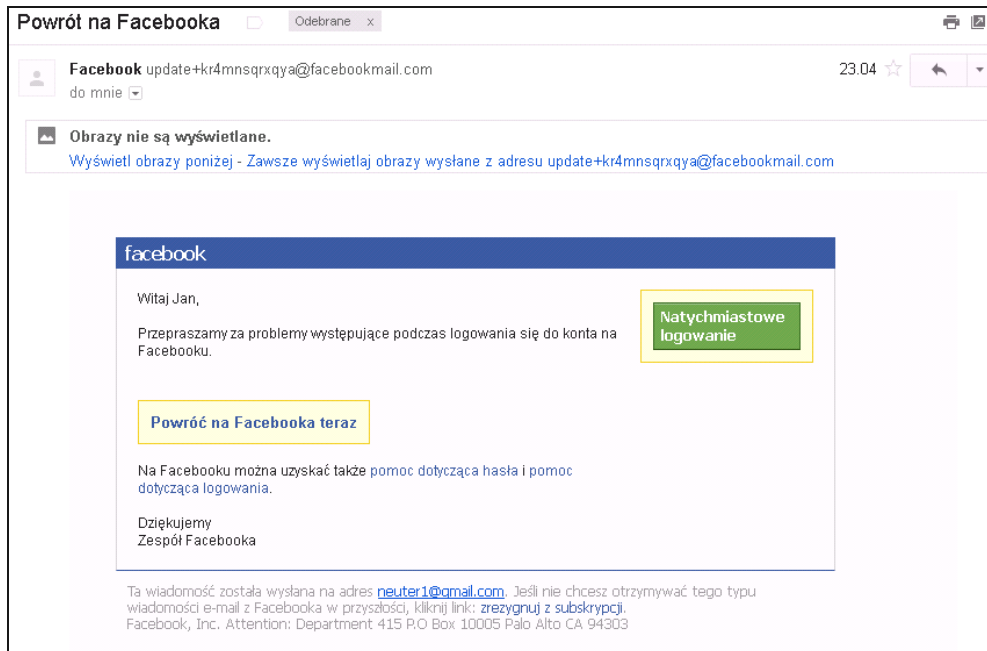 Powrót na Facebooka
Odebrane x
Facebook update+kr4mnsqrxqya@facebookmail.com
23.04
do mnie
Obrazy nie są wyświetlane.
Wyświetl obrazy poniżej - Zawsze wyświetlaj obrazy wysłane z adresu update+kr4mnsqrxqya@facebookmail.com
facebook
Witaj Jan,
Przepraszamy za problemy występujące podczas logowania się do konta na
Facebooku.
Natychmiastowe
logowanie
Powróć na Facebooka teraz
Na Facebooku można uzyskać także pomoc dotycząca hasła i pomoc
dotycząca logowania.
Dziękujemy
Zespół Facebooka
Ta wiadomość została wysłana na adres neuter1@gmail.com. Jeśli nie chcesz otrzymywać tego typu
wiadomości e-mail z Facebooka w przyszłości, kliknij link: zrezygnuj z subskrypcji.
Facebook, Inc. Attention: Department 415 P.O Box 10005 Palo Alto CA 94303